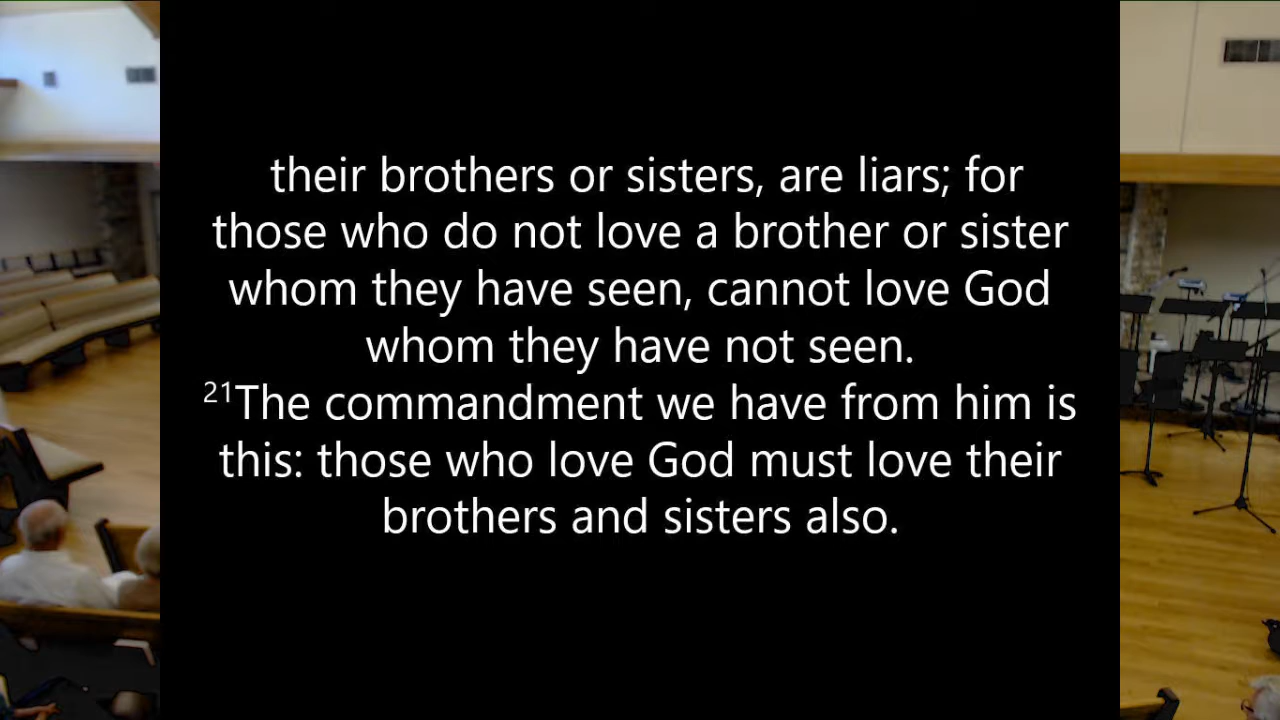 their brothers or sisters, are liars; for
those who do not love a brother or sister
whom they have seen, cannot love God
whom they have not seen.
²¹The commandment we have from him is
this: those who love God must love their
brothers and sisters also.